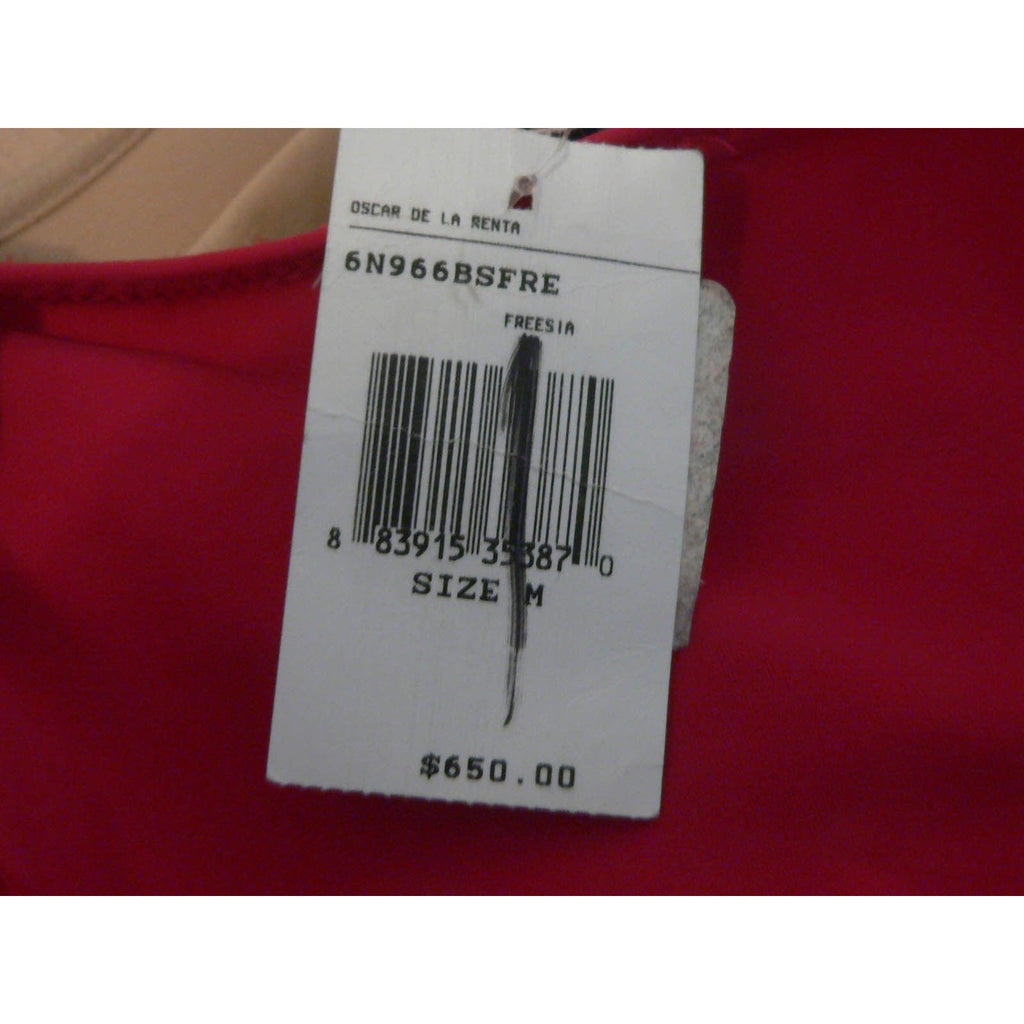 OSCAR DE LA RENTA
6N966BSFRE
FREESIA
8 83915 35387 0
SIZE M
$650.00